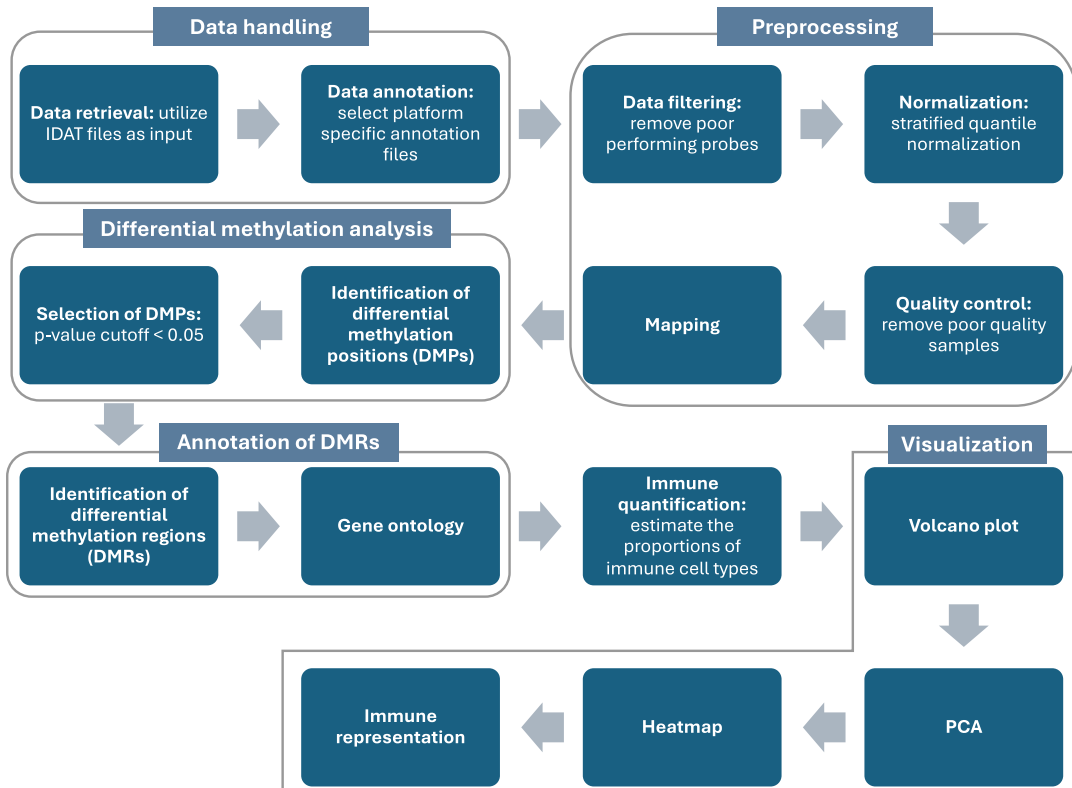 Data handling
Data retrieval: utilize
IDAT files as input
Data annotation:
select platform
specific annotation
files
Preprocessing
Data filtering:
remove poor
performing probes
Normalization:
stratified quantile
normalization
Quality control:
remove poor quality
samples
Mapping
Differential methylation analysis
Identification of
differential
methylation
positions (DMPs)
Selection of DMPs:
p-value cutoff < 0.05
Annotation of DMRs
Identification of
differential
methylation regions
(DMRs)
Gene ontology
Immune
quantification:
estimate the
proportions of
immune cell types
Visualization
Volcano plot
PCA
Heatmap
Immune
representation